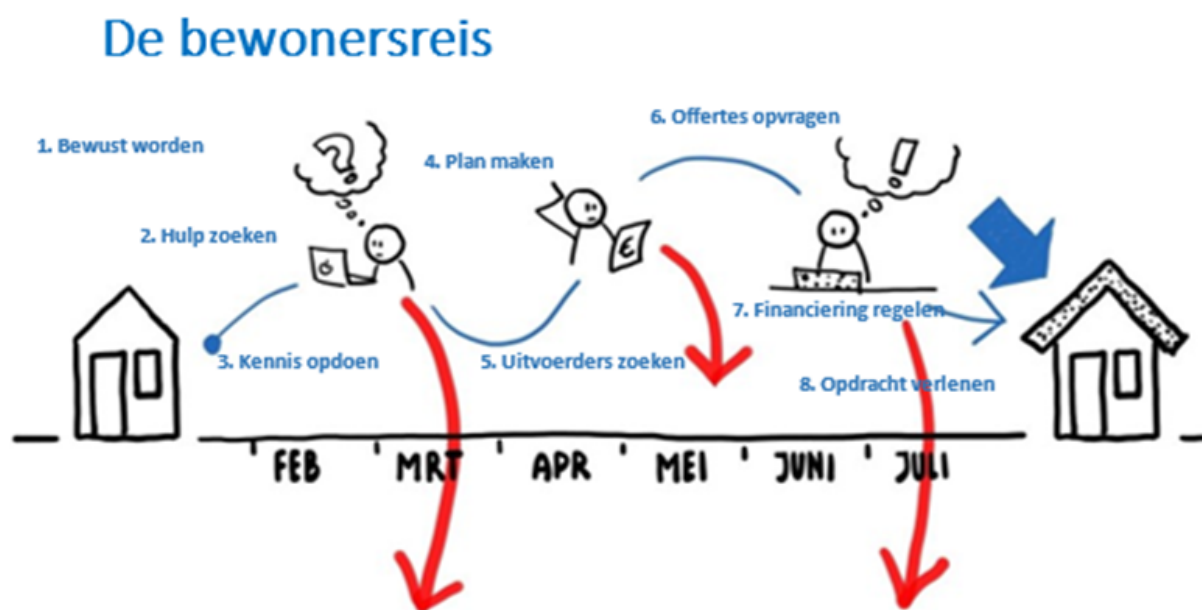 De bewonersreis
1. Bewust worden
2. Hulp zoeken
3. Kennis opdoen
4. Plan maken
5. Uitvoerders zoeken
6. Offertes opvragen
7. Financiering regelen
8. Opdracht verlenen
?
€
!
FEB
MRT
APR
MEI
JUNI
JULI